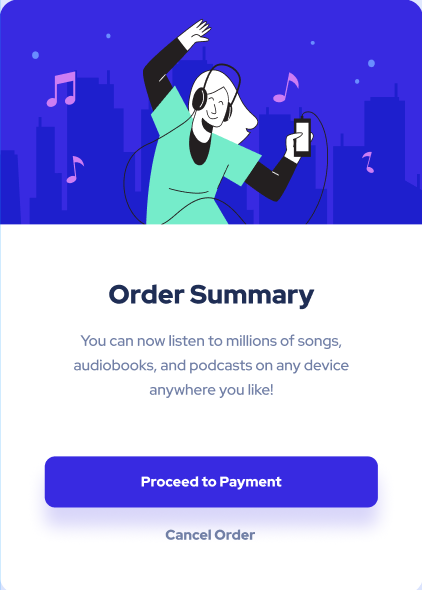 Order Summary
You can now listen to millions of songs,
audiobooks, and podcasts on any device
anywhere you like!
Proceed to Payment
Cancel Order